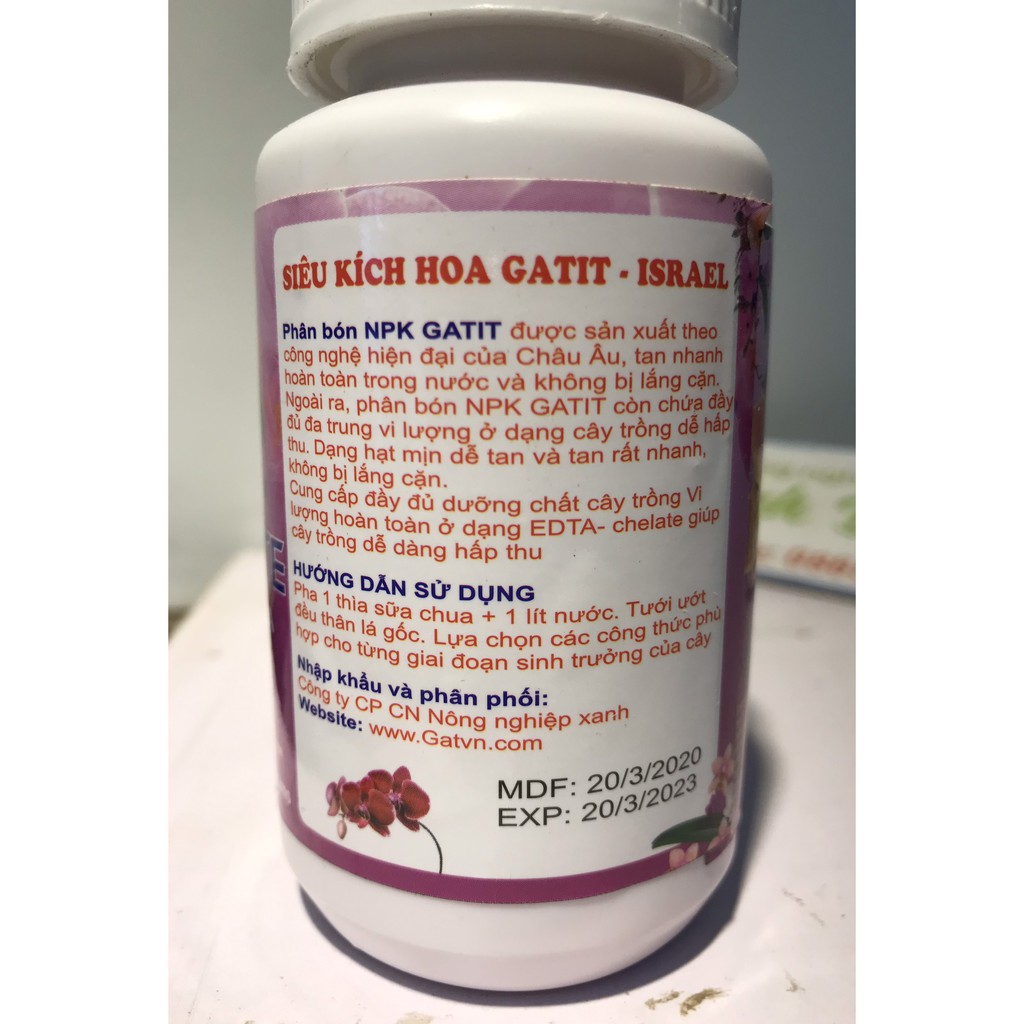 SIÊU KÍCH HOA GATIT - ISRAEL
Phân bón NPK GATIT được sản xuất theo
công nghệ hiện đại của Châu Âu, tan nhanh
hoàn toàn trong nước và không bị lắng cặn.
Ngoài ra, phân bón NPK GATIT còn chứa đầy
đủ đa trung vi lượng ở dạng cây trồng dễ hấp
thu. Dạng hạt mịn dễ tan và tan rất nhanh,
không bị lắng cặn.
Cung cấp đầy đủ dưỡng chất cây trồng Vi
lượng hoàn toàn ở dạng EDTA- chelate giúp
cây trồng dễ dàng hấp thu
HƯỚNG DẪN SỬ DỤNG
Pha 1 thìa sữa chua + 1 lít nước. Tưới ướt
đều thân lá gốc. Lựa chọn các công thức phù
hợp cho từng giai đoạn sinh trưởng của cây
Nhập khẩu và phân phối:
Công ty CP CN Nông nghiệp xanh
Website: www.Gatvn.com
MDF: 20/3/2020
EXP: 20/3/2023
E